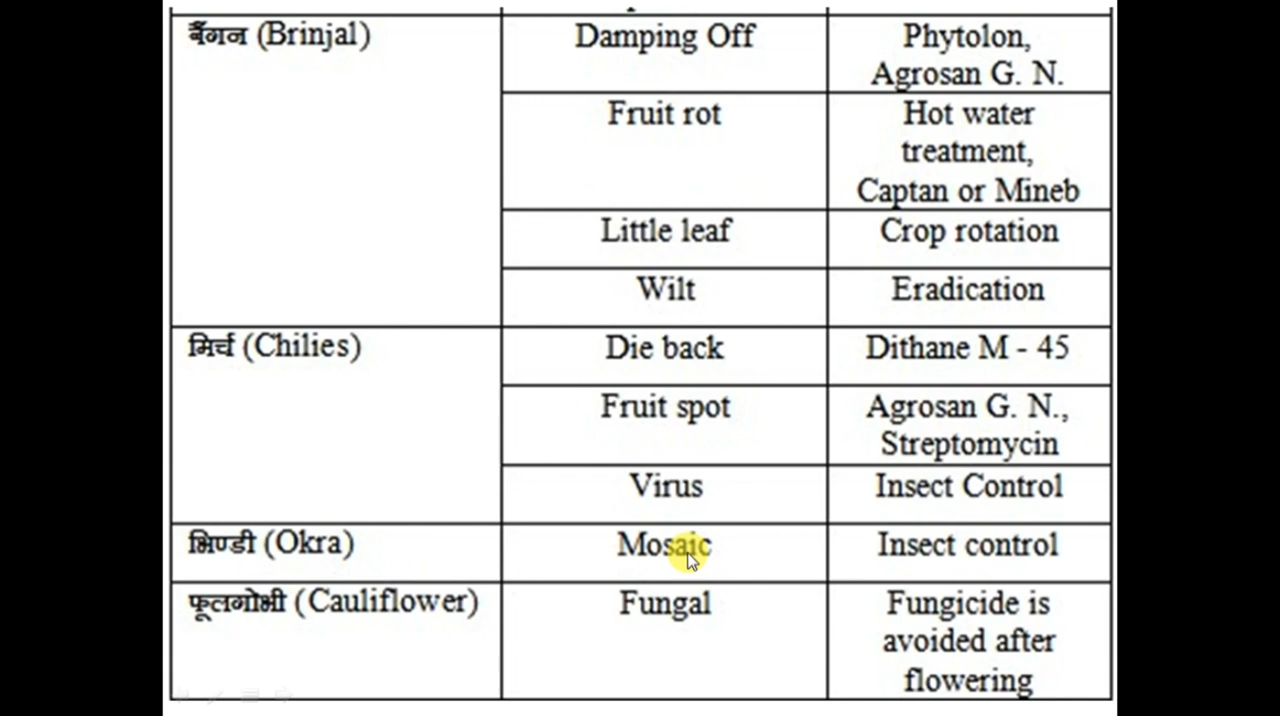 बैंगन (Brinjal)
Damping Off
Phytolon,
Agrosan G. N.
Fruit rot
Hot water
treatment,
Captan or Mineb
Little leaf
Crop rotation
Wilt
Eradication
मिर्च (Chilies)
Die back
Dithane M - 45
Fruit spot
Agrosan G. N.,
Streptomycin
Virus
Insect Control
भिण्डी (Okra)
Mosaic
Insect control
फूलगोभी (Cauliflower)
Fungal
Fungicide is
avoided after
flowering